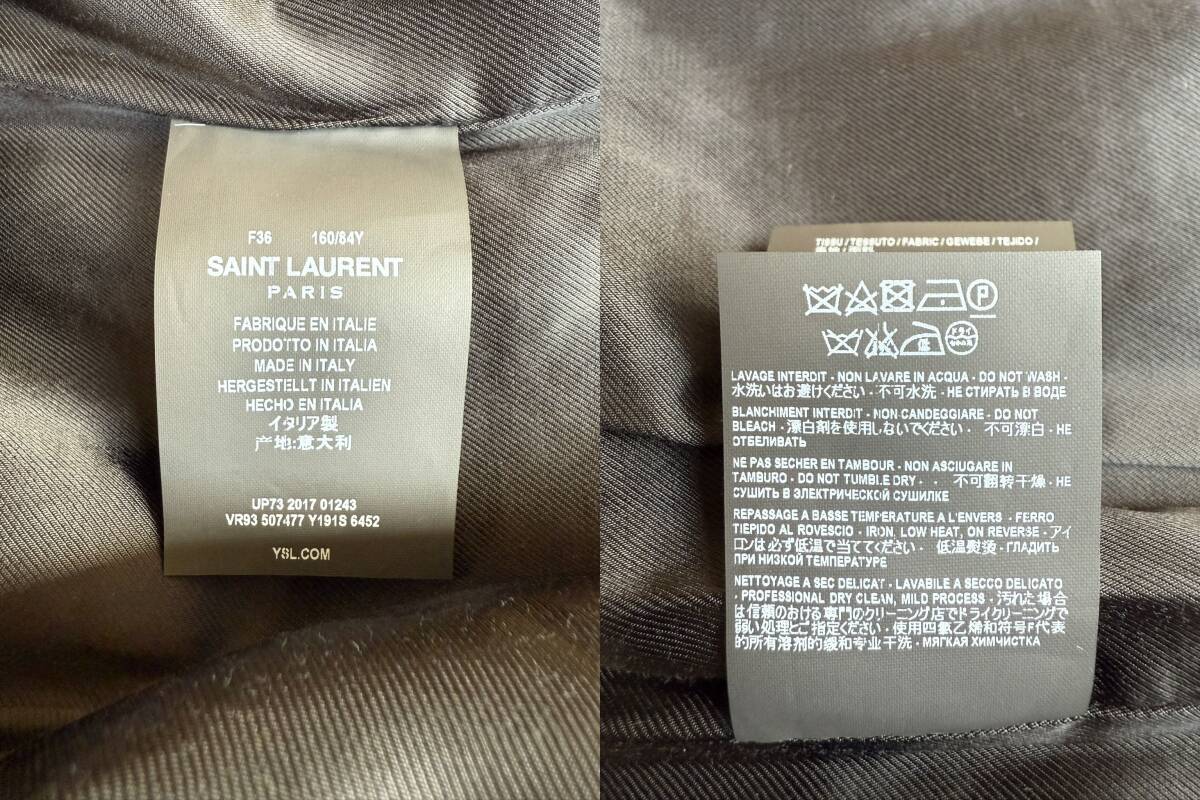 F36 160/84Y
SAINT LAURENT
PARIS
FABRIQUE EN ITALIE
PRODOTTO IN ITALIA
MADE IN ITALY
HERGESTELLT IN ITALIEN
HECHO EN ITALIA
イタリア製
产地:意大利
UP73 2017 01243
VR93 507477 Y191S 6452
YSL.COM
TISSU / TESSUTO / FABRIC / GEWEBE / TEJIDO /
P
ドライ
セキユ系
低
LAVAGE INTERDIT - NON LAVARE IN ACQUA - DO NOT WASH -
水洗いはお避けください - 不可水洗 - НЕ СТИРАТЬ В ВОДЕ
BLANCHIMENT INTERDIT - NON CANDEGGIARE - DO NOT
BLEACH - 漂白剤を使用しないでください - 不可漂白 - НЕ
ОТБЕЛИВАТЬ
NE PAS SECHER EN TAMBOUR - NON ASCIUGARE IN
TAMBURO - DO NOT TUMBLE DRY - - 不可翻转干燥 - НЕ
СУШИТЬ В ЭЛЕКТРИЧЕСКОЙ СУШИЛКЕ
REPASSAGE A BASSE TEMPERATURE A L'ENVERS - FERRO
TIEPIDO AL ROVESCIO - IRON, LOW HEAT, ON REVERSE - アイ
ロンは必ず低温で当ててください - 低温熨烫 - ГЛАДИТЬ
ПРИ НИЗКОЙ ТЕМПЕРАТУРЕ
NETTOYAGE A SEC DELICAT - LAVABILE A SECCO DELICATO
- PROFESSIONAL DRY CLEAN, MILD PROCESS - 汚れた場合
は信頼のおける専門のクリーニング店でドライクリーニングで
弱い処理とご指定ください - 使用四氯乙烯和符号F代表
的所有溶剂的缓和专业干洗 - МЯГКАЯ ХИМЧИСТКА